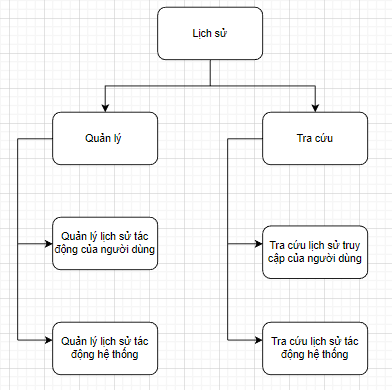 Lịch sử
Quản lý
Tra cứu
Quản lý lịch sử tác
động của người dùng
Tra cứu lịch sử truy
cập của người dùng
Quản lý lịch sử tác
động hệ thống
Tra cứu lịch sử tác
động hệ thống